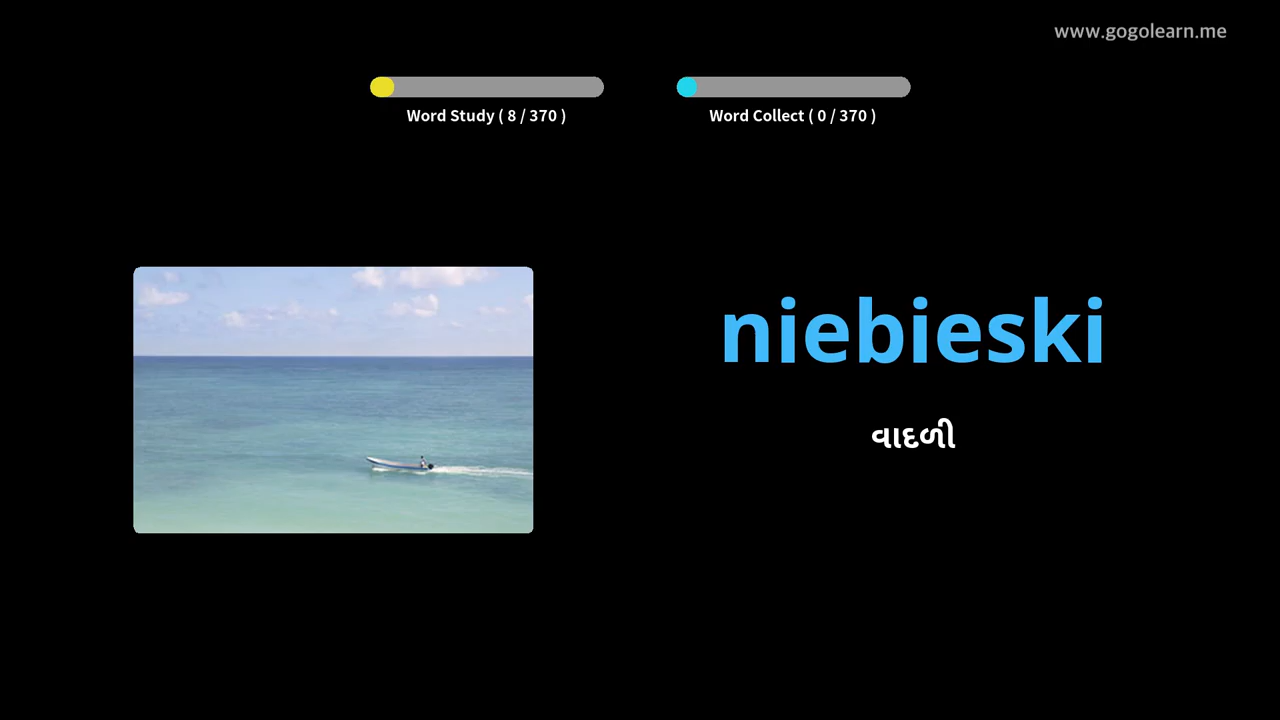 www.gogolearn.me
Word Study ( 8 / 370 )
Word Collect ( 0 / 370 )
niebieski
વાદળી